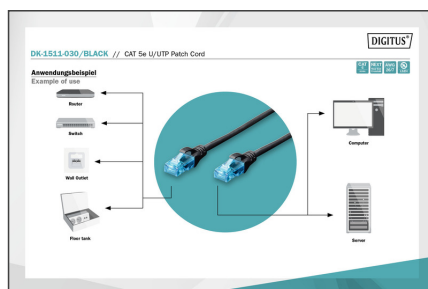 DIGITUS®
DK-1511-030/BLACK // CAT 5e U/UTP Patch Cord
Anwendungsbeispiel
Example of use
Router
Switch
Wall Outlet
Floor tank
Computer
Server